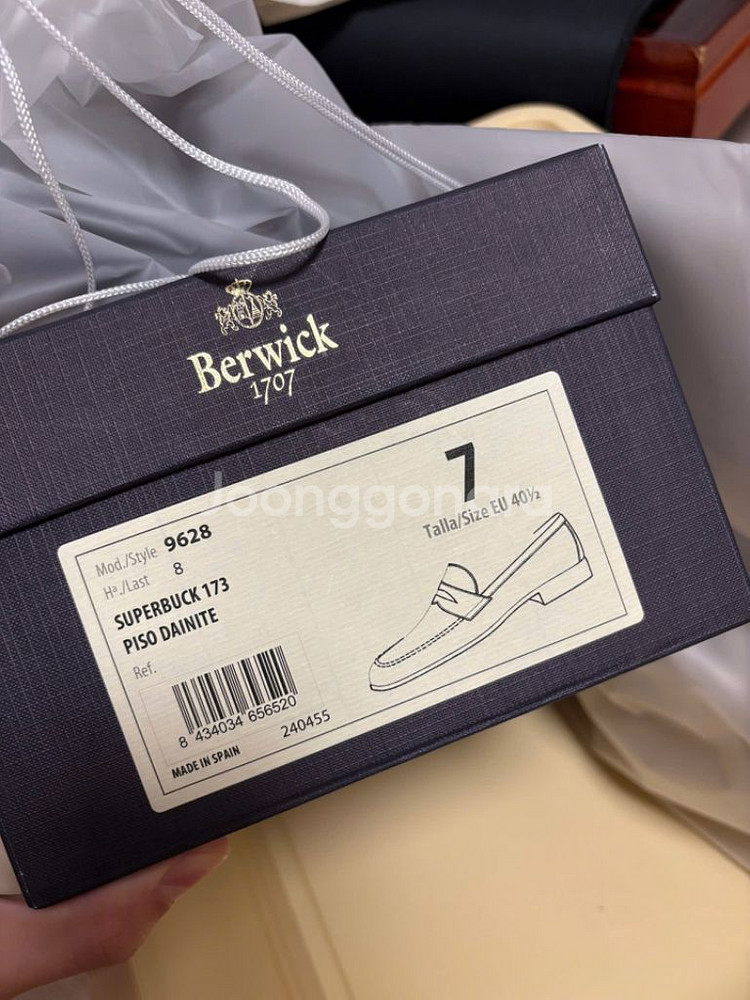 Berwick
1707
7
Talla/Size EU 40½
Mod./Style 9628
Hª./Last 8
SUPERBUCK 173
PISO DAINITE
Ref.
8 434034 656520
240455
MADE IN SPAIN
Joonggonara